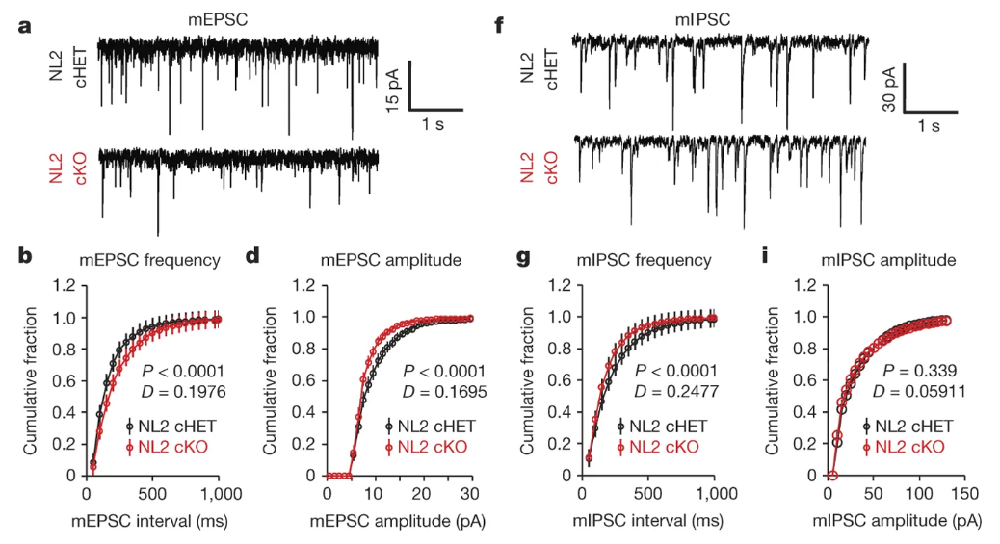 a
mEPSC
NL2
cHET
15 pA
1 s
NL2
cKO
f
mIPSC
NL2
cHET
30 pA
1 s
NL2
cKO
b
mEPSC frequency
1.2
1.0
0.8
0.6
0.4
0.2
0
Cumulative fraction
P < 0.0001
D = 0.1976
NL2 cHET
NL2 cKO
0 500 1,000
mEPSC interval (ms)
d
mEPSC amplitude
1.2
1.0
0.8
0.6
0.4
0.2
0
Cumulative fraction
P < 0.0001
D = 0.1695
NL2 cHET
NL2 cKO
0 10 20 30
mEPSC amplitude (pA)
g
mIPSC frequency
1.2
1.0
0.8
0.6
0.4
0.2
0
Cumulative fraction
P < 0.0001
D = 0.2477
NL2 cHET
NL2 cKO
0 500 1,000
mIPSC interval (ms)
i
mIPSC amplitude
1.2
1.0
0.8
0.6
0.4
0.2
0
Cumulative fraction
P = 0.339
D = 0.05911
NL2 cHET
NL2 cKO
0 50 100 150
mIPSC amplitude (pA)